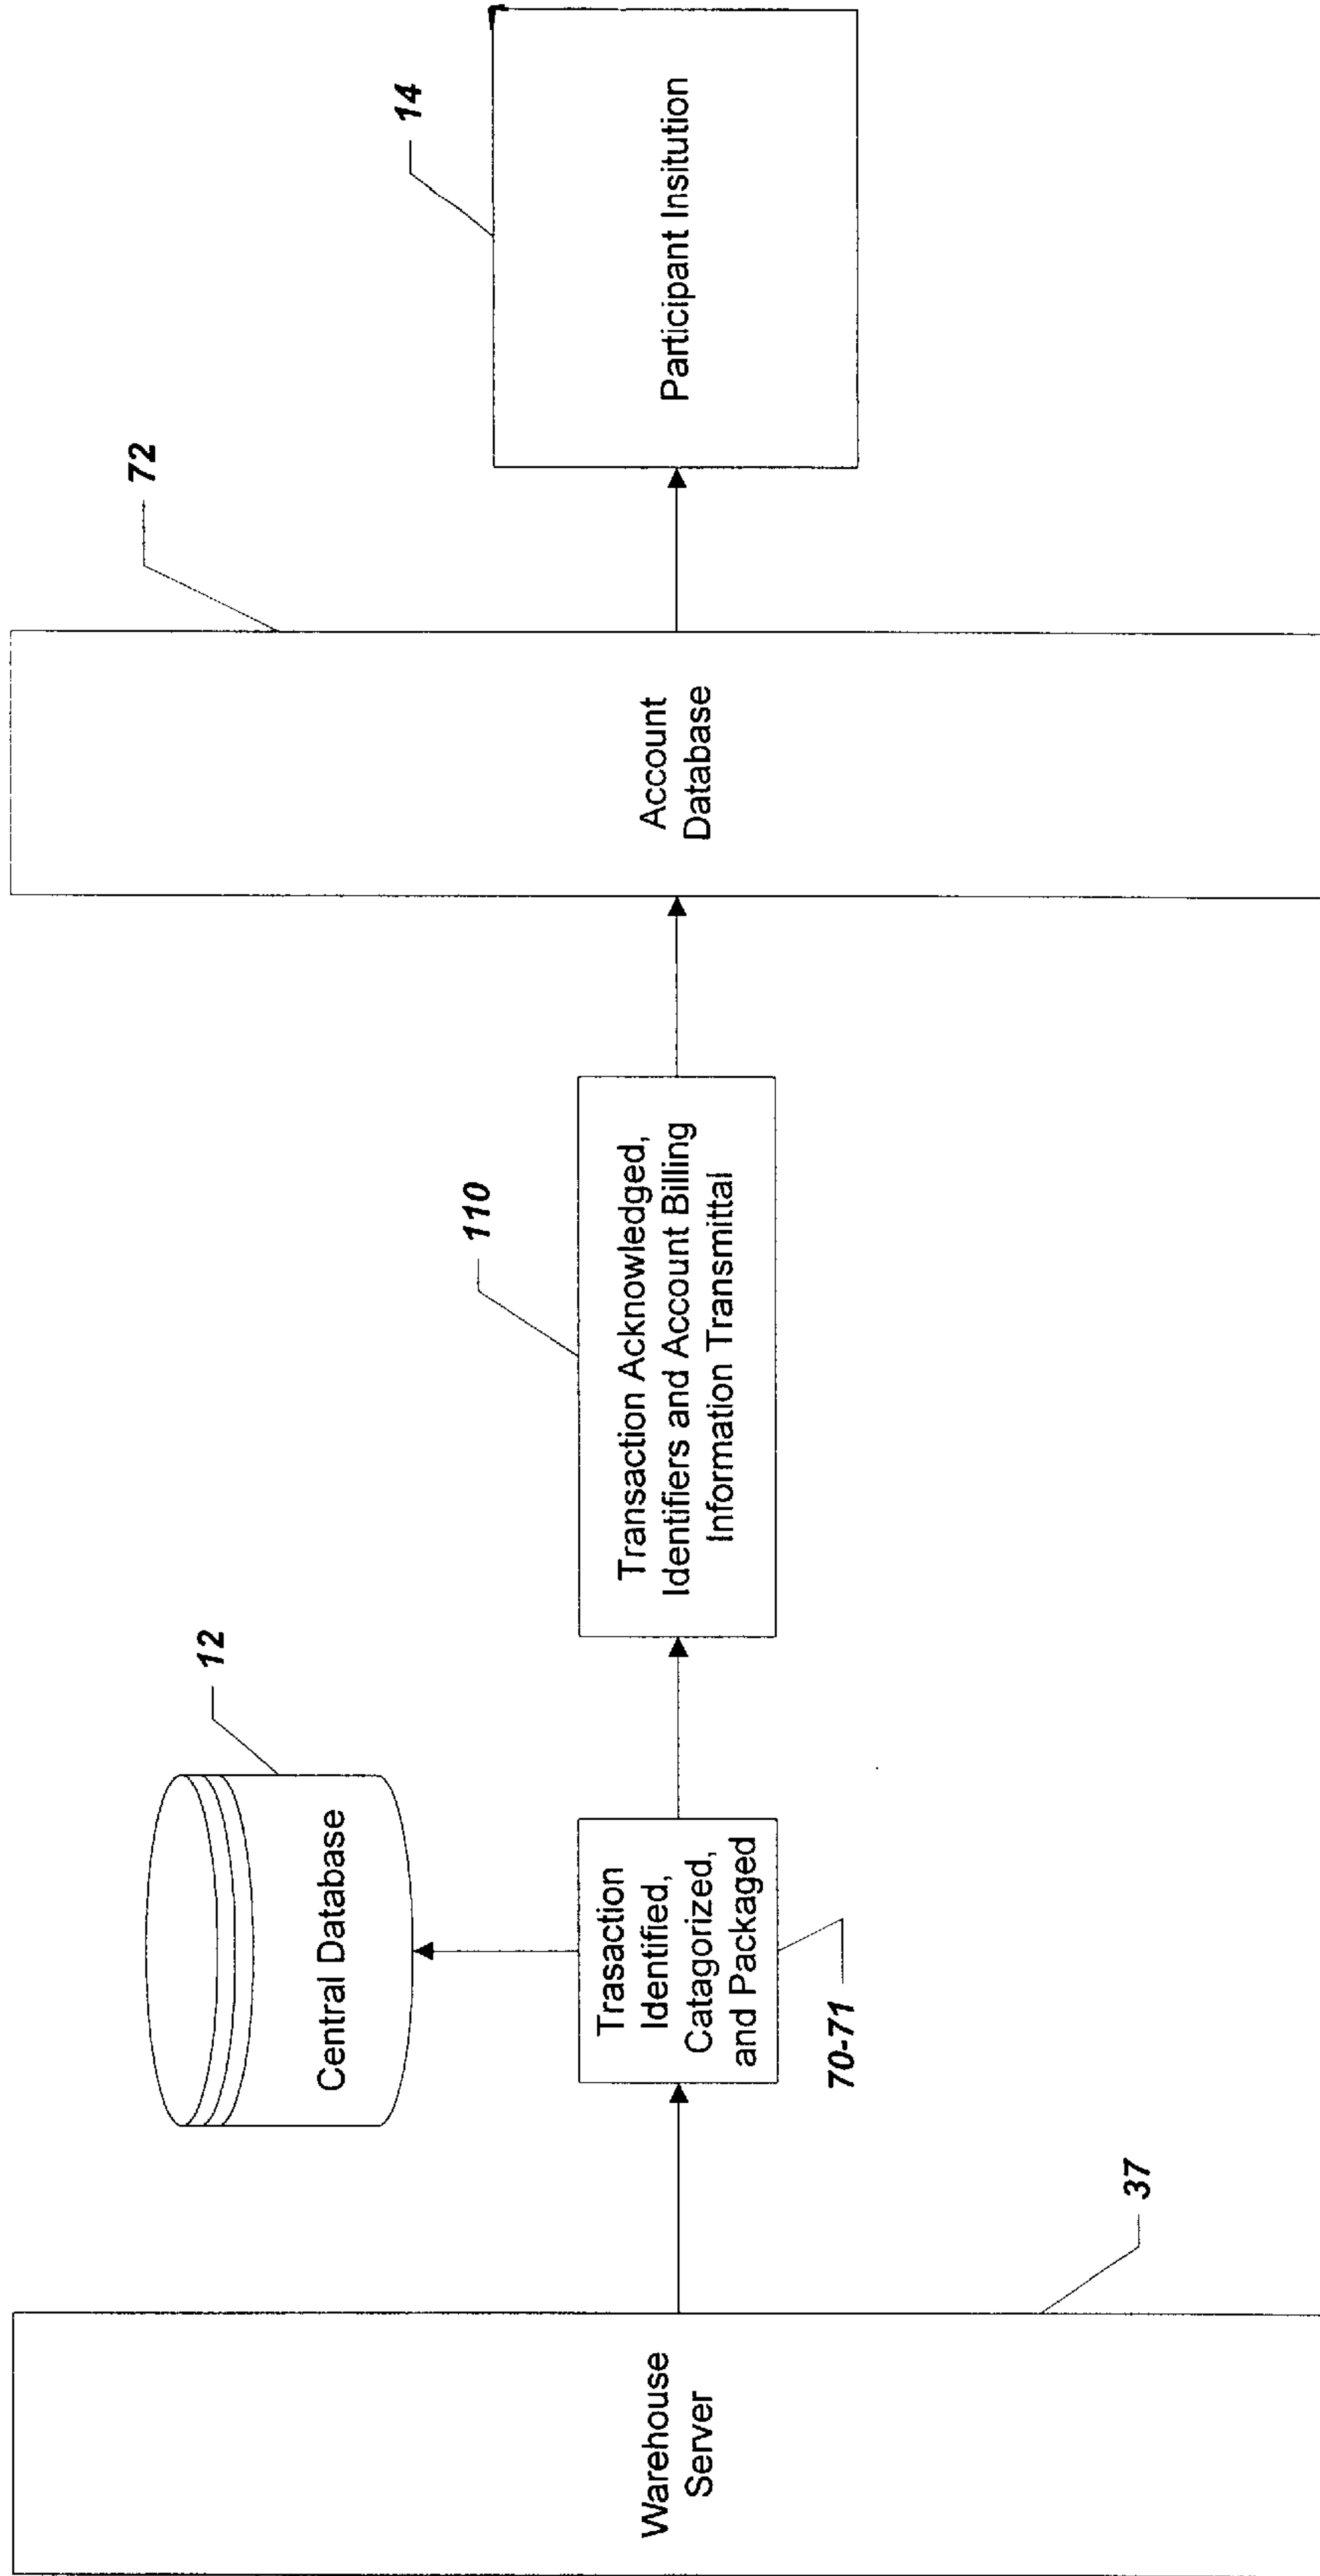 Warehouse
Server
37
Central Database
12
Trasaction
Identified,
Catagorized,
and Packaged
70-71
Transaction Acknowledged,
Identifiers and Account Billing
Information Transmittal
110
Account
Database
72
Participant Insitution
14